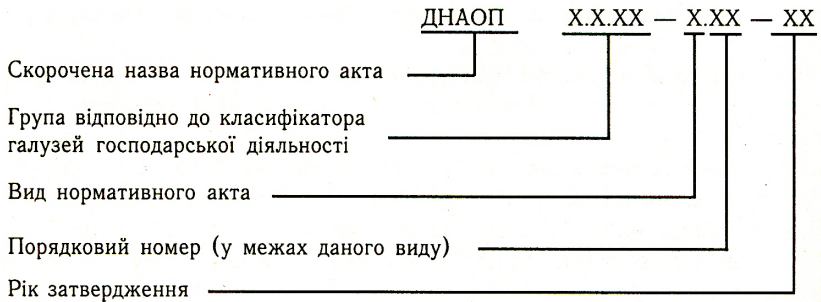 ДНАОП Х.Х.ХХ — Х.ХХ — ХХ
Скорочена назва нормативного акта
Група відповідно до класифікатора
галузей господарської діяльності
Вид нормативного акта
Порядковий номер (у межах даного виду)
Рік затвердження